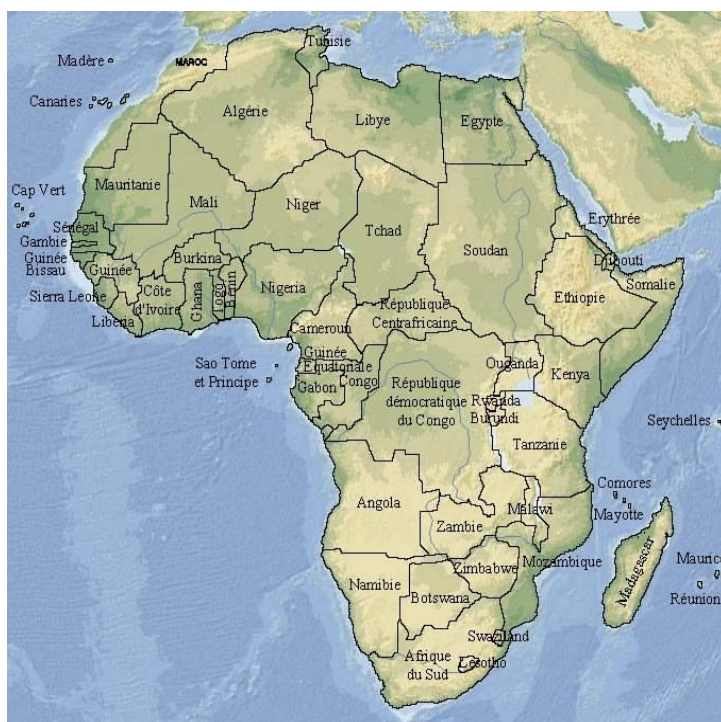 Tunisie
Madère
MAROC
Canaries
Algérie
Libye
Egypte
Mauritanie
Cap Vert
Mali
Niger
Tchad
Soudan
Erythrée
Sénégal
Gambie
Guinée
Bissau
Guinée
Burkina
Djibouti
Sierra Leone
Côte
d'Ivoire
Ghana
Togo
Bénin
Nigeria
Ethiopie
Somalie
Liberia
République
Centrafricaine
Cameroun
Guinée
Equatoriale
Sao Tome
et Principe
Gabon
Congo
République
démocratique
du Congo
Ouganda
Kenya
Rwanda
Burundi
Seychelles
Tanzanie
Comores
Mayotte
Angola
Malawi
Zambie
Mozambique
Madagascar
Maurice
Réunion
Zimbabwe
Namibie
Botswana
Swaziland
Afrique
du Sud
Lesotho